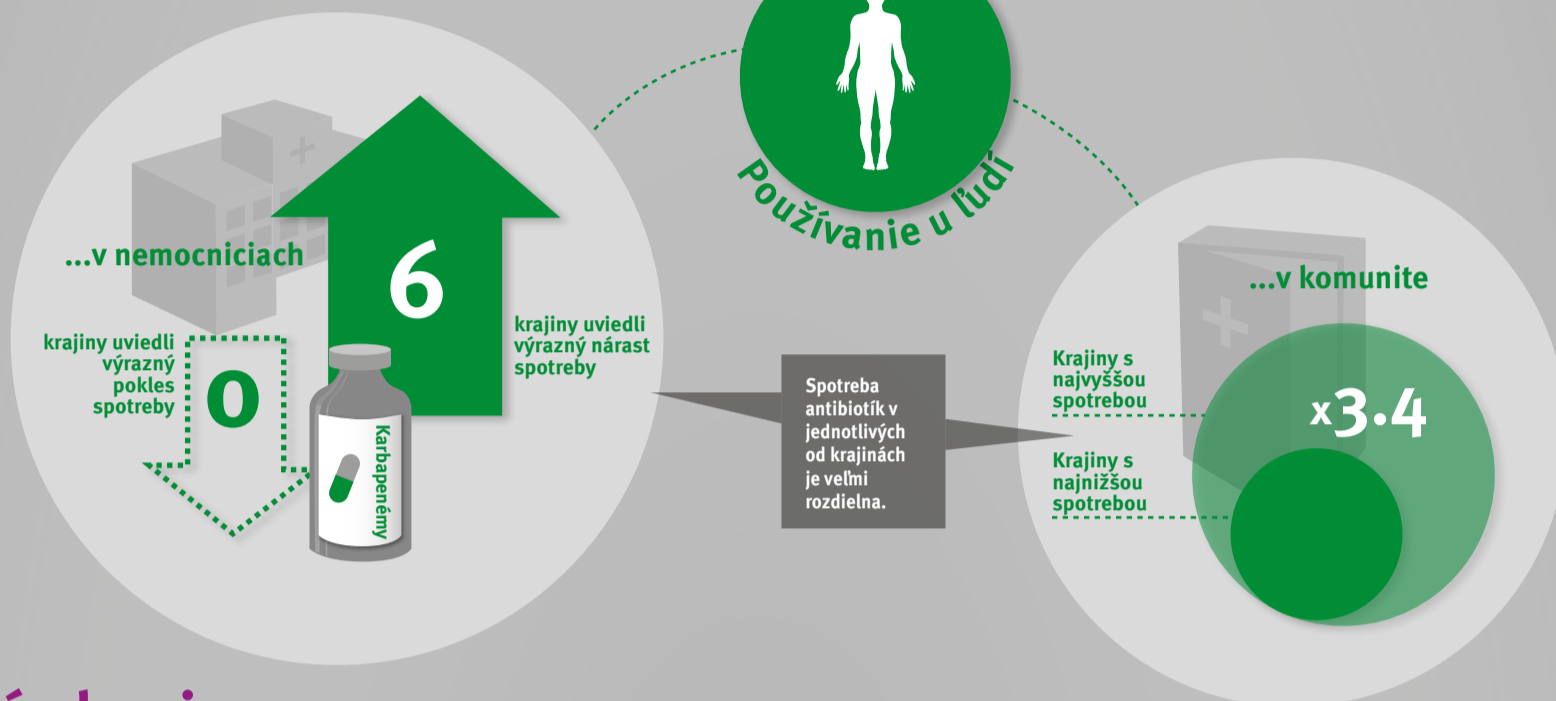 Používanie u ľudí
...v nemocniciach
6
krajiny uviedli
výrazný nárast
spotreby
krajiny uviedli
výrazný
pokles
spotreby
0
Karbapenémy
Spotreba
antibiotík v
jednotlivých
od krajinách
je veľmi
rozdielna.
...v komunite
Krajiny s
najvyššou
spotrebou
x3.4
Krajiny s
najnižšou
spotrebou